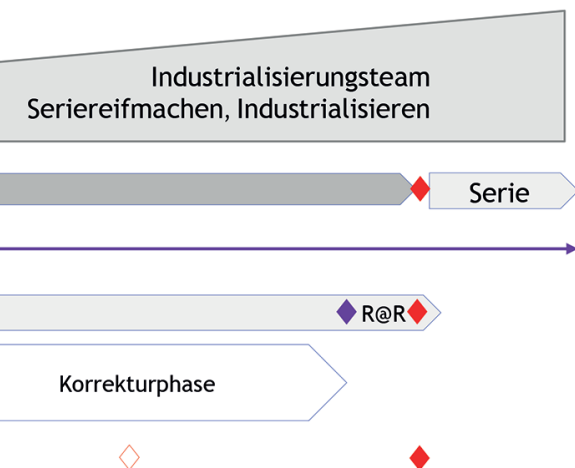 Industrialisierungsteam
Seriereifmachen, Industrialisieren
Serie
R@R
Korrekturphase